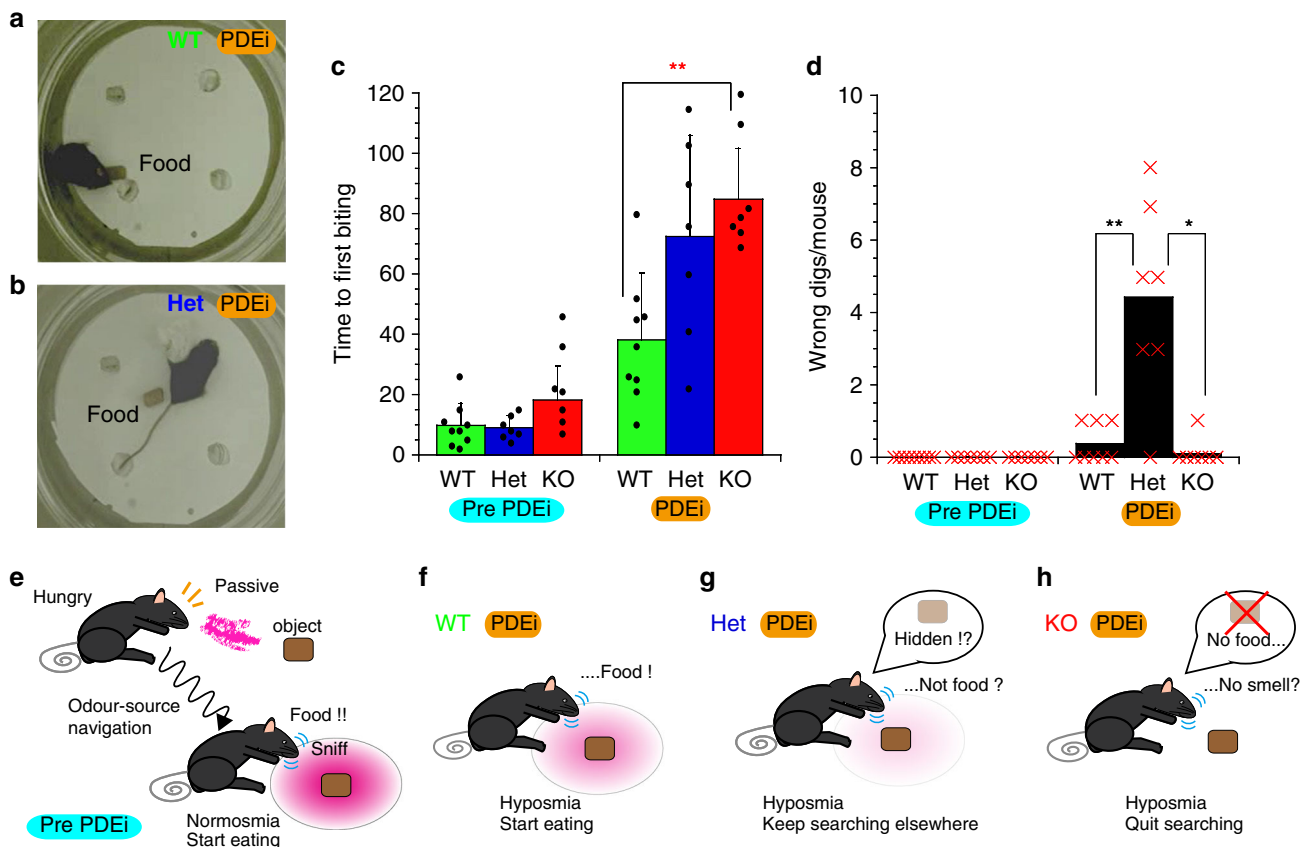 a
WT PDEi
Food
b
Het PDEi
Food
c
**
Time to first biting
120
100
80
60
40
20
0
WT Het KO WT Het KO
Pre PDEi PDEi
d
** *
Wrong digs/mouse
10
8
6
4
2
0
WT Het KO WT Het KO
Pre PDEi PDEi
e
Hungry
Passive
object
Odour-source
navigation
Food !!
Sniff
Pre PDEi
Normosmia
Start eating
f
WT PDEi
....Food !
Hyposmia
Start eating
g
Het PDEi
Hidden !?
...Not food ?
Hyposmia
Keep searching elsewhere
h
KO PDEi
No food...
...No smell?
Hyposmia
Quit searching